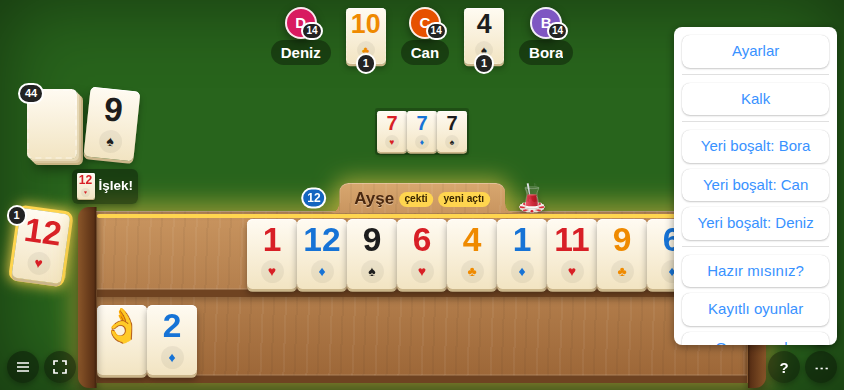 D 14
Deniz
10
1
C 14
Can
4
1
B 14
Bora
44
9
7 7 7
12 İşlek!
1
12
12
Ayşe çekti yeni açtı
1 12 9 6 4 1 11 9 6
2
Ayarlar
Kalk
Yeri boşalt: Bora
Yeri boşalt: Can
Yeri boşalt: Deniz
Hazır mısınız?
Kayıtlı oyunlar
? ...